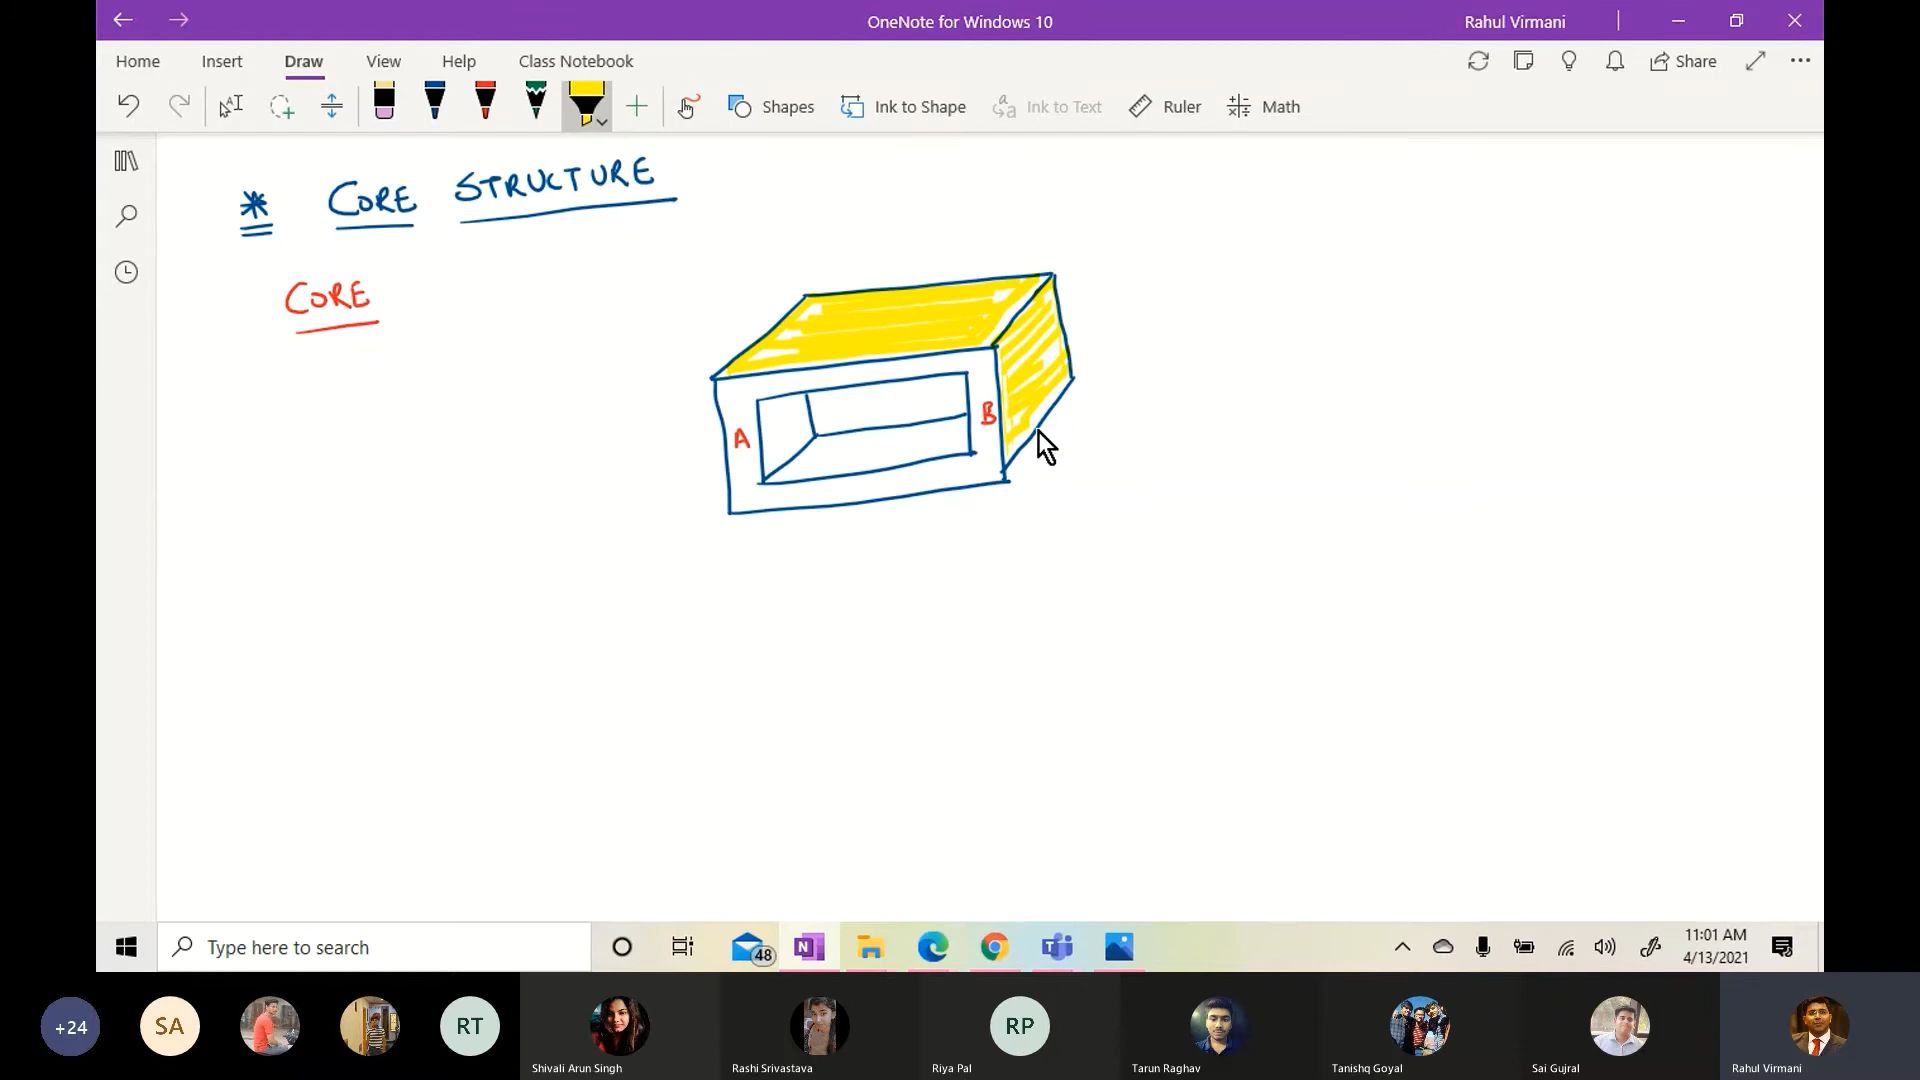 OneNote for Windows 10
Rahul Virmani
Home Insert Draw View Help Class Notebook
Share
Shapes Ink to Shape Ink to Text Ruler Math
* CORE STRUCTURE
CORE
A
B
Type here to search
48
N
11:01 AM
4/13/2021
+24
SA
RT
RP
Shivali Arun Singh
Rashi Srivastava
Riya Pal
Tarun Raghav
Tanishq Goyal
Sai Gujral
Rahul Virmani